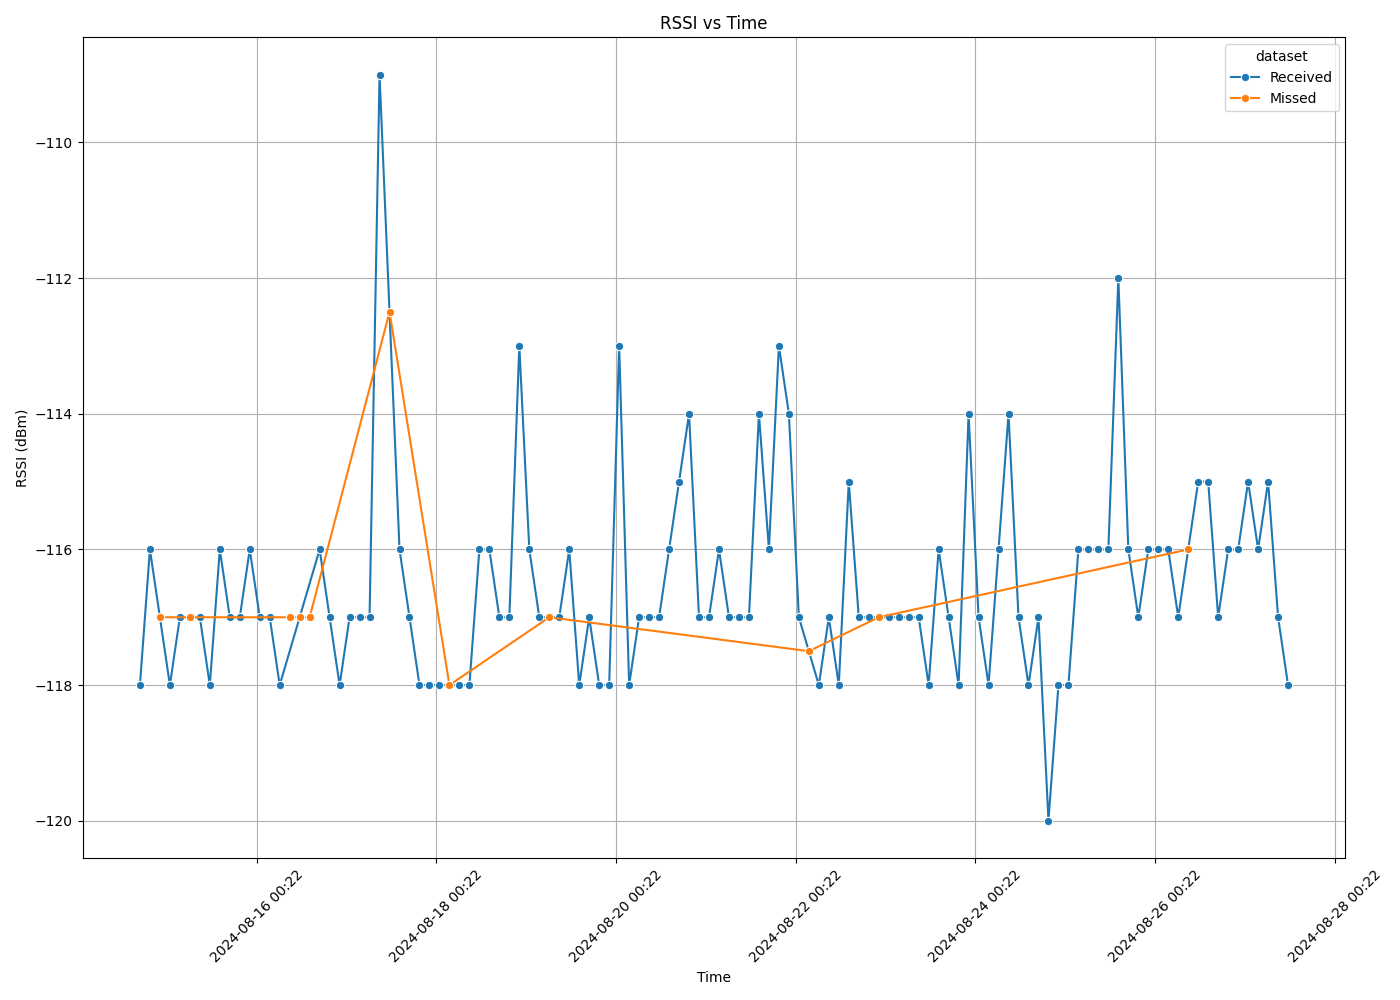 RSSI vs Time
dataset
Received
Missed
−110
−112
−114
−116
−118
−120
RSSI (dBm)
2024-08-16 00:22
2024-08-18 00:22
2024-08-20 00:22
2024-08-22 00:22
2024-08-24 00:22
2024-08-26 00:22
2024-08-28 00:22
Time